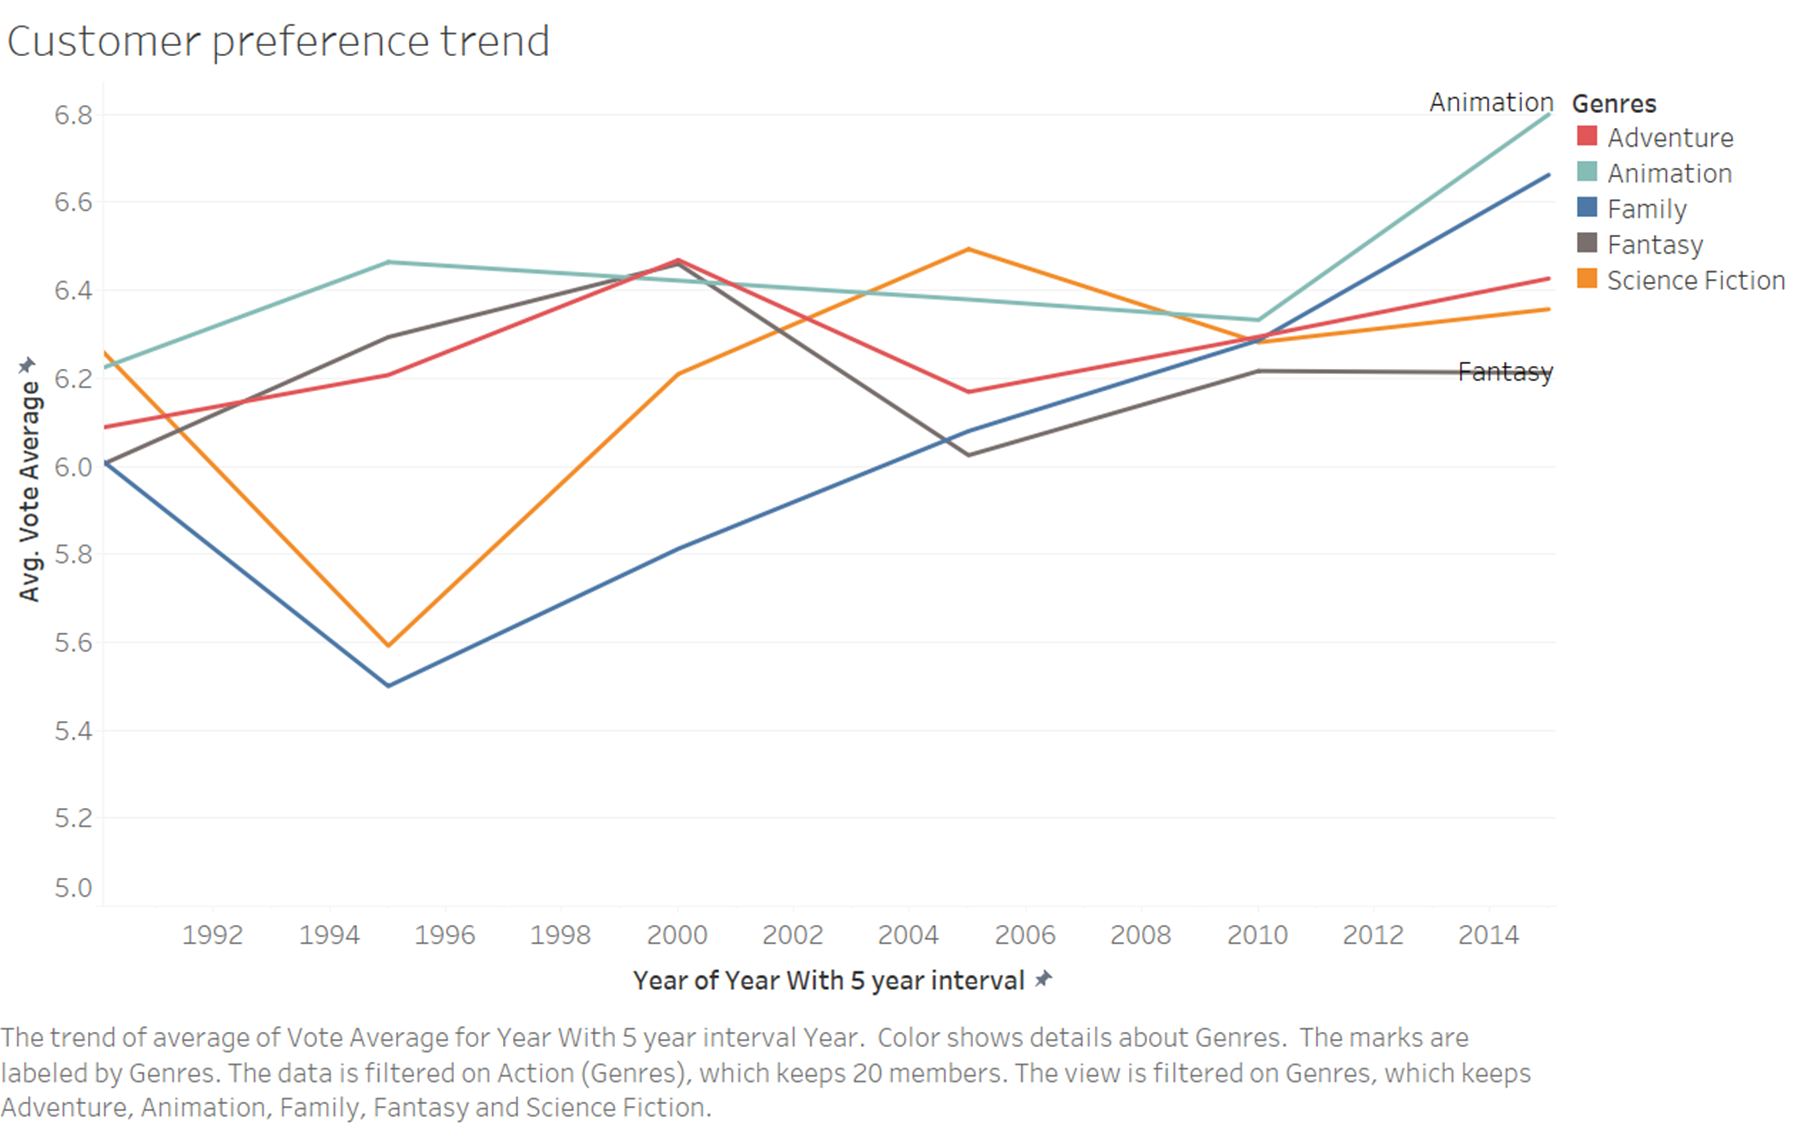 Customer preference trend
Animation
Genres
Adventure
Animation
Family
Fantasy
Science Fiction
6.8
6.6
6.4
6.2
6.0
5.8
5.6
5.4
5.2
5.0
Avg. Vote Average
Fantasy
1992 1994 1996 1998 2000 2002 2004 2006 2008 2010 2012 2014
Year of Year With 5 year interval
The trend of average of Vote Average for Year With 5 year interval Year.  Color shows details about Genres.  The marks are
labeled by Genres. The data is filtered on Action (Genres), which keeps 20 members. The view is filtered on Genres, which keeps
Adventure, Animation, Family, Fantasy and Science Fiction.